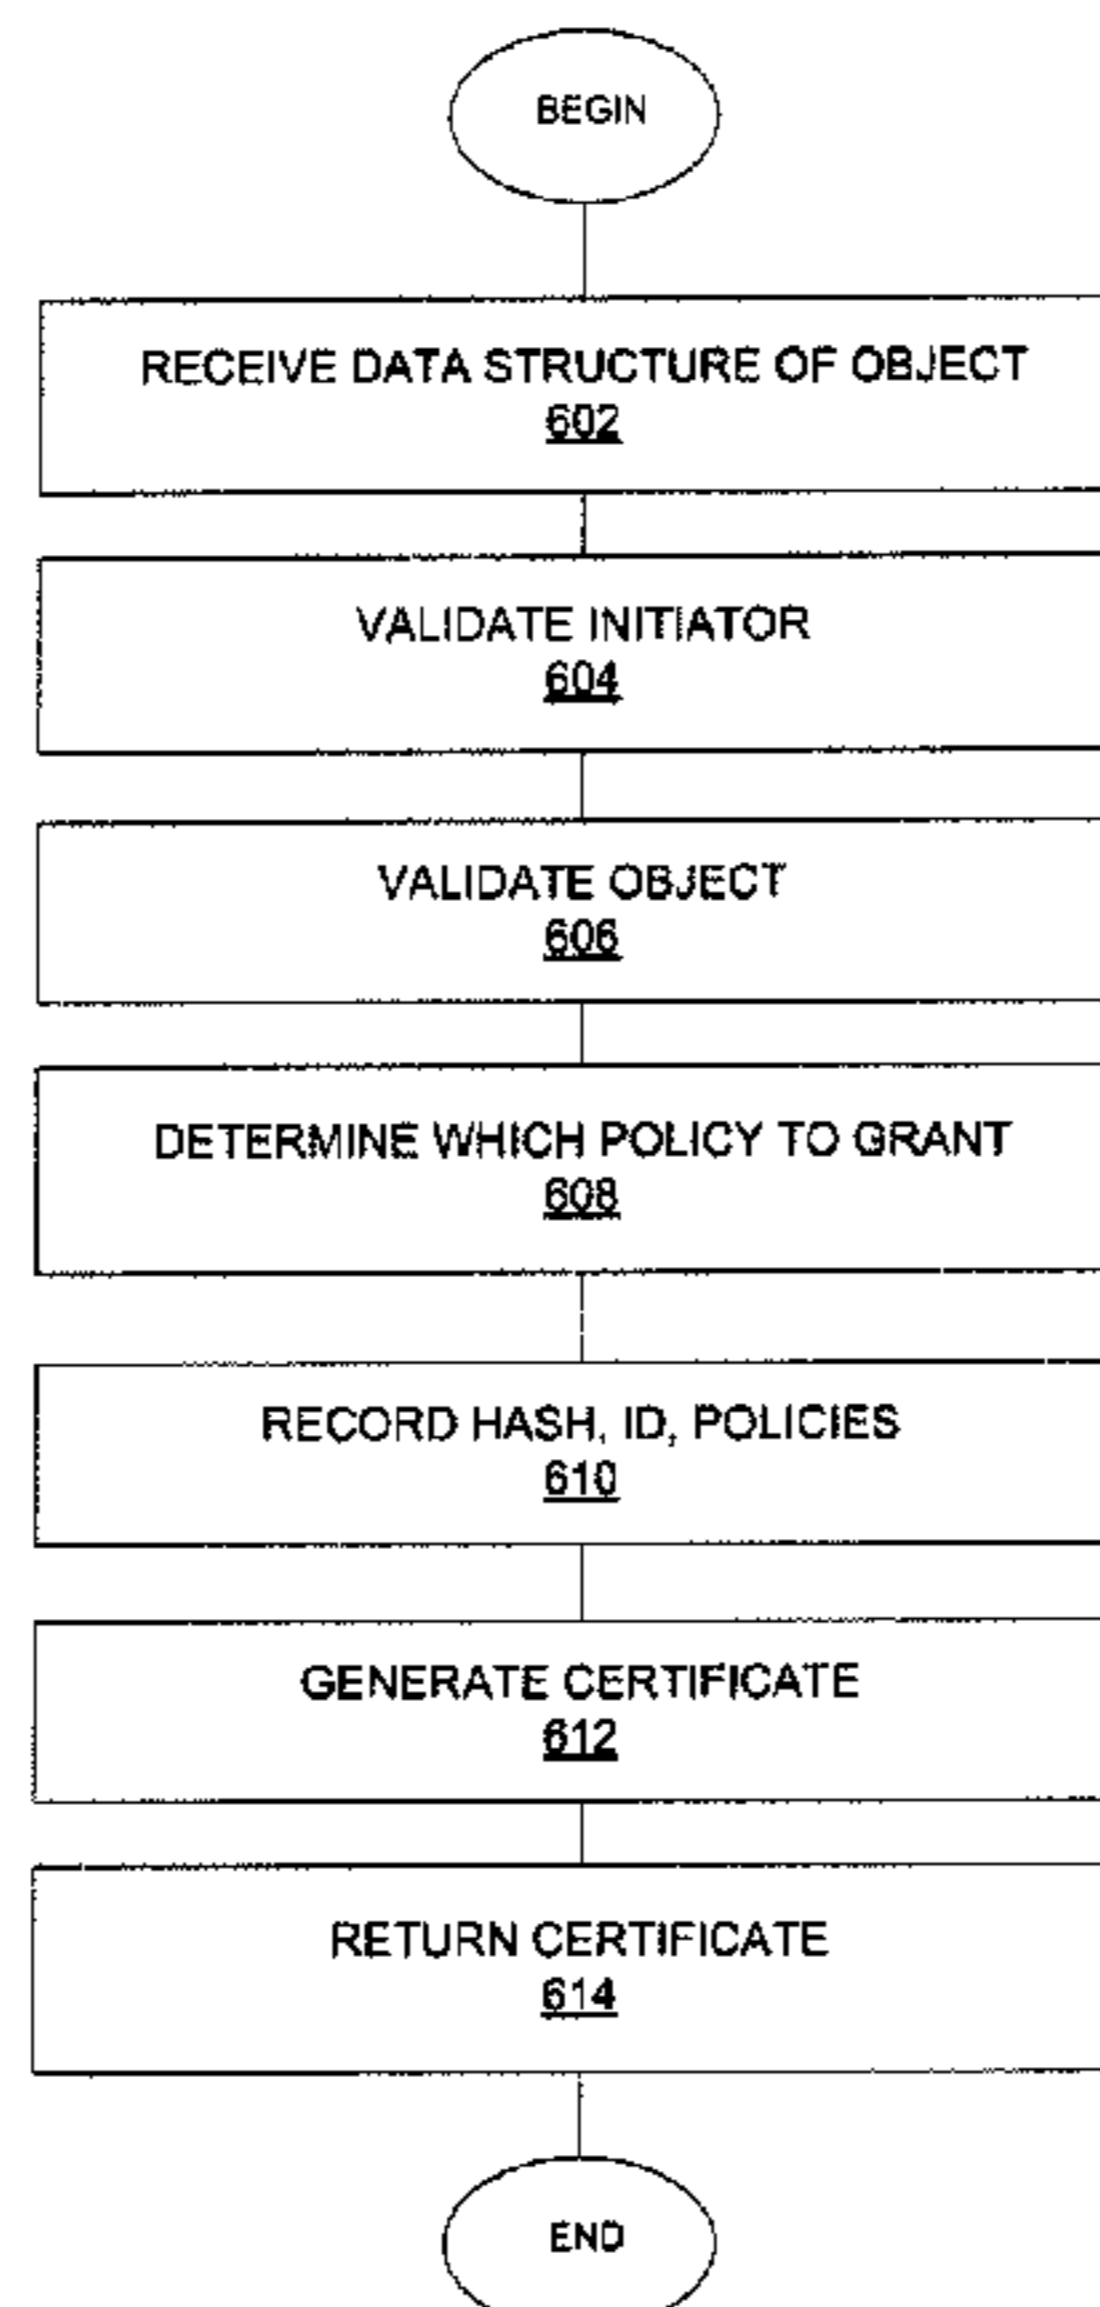 BEGIN
RECEIVE DATA STRUCTURE OF OBJECT
602
VALIDATE INITIATOR
604
VALIDATE OBJECT
606
DETERMINE WHICH POLICY TO GRANT
608
RECORD HASH, ID, POLICIES
610
GENERATE CERTIFICATE
612
RETURN CERTIFICATE
614
END